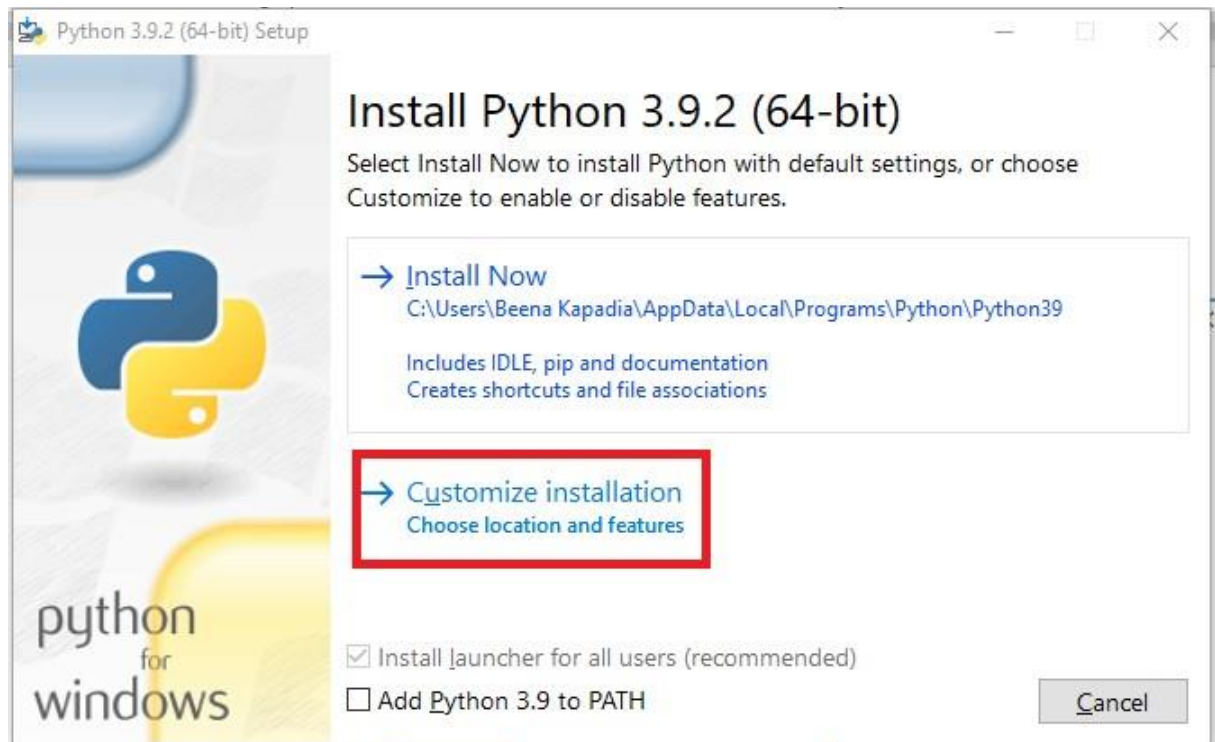 Python 3.9.2 (64-bit) Setup
Install Python 3.9.2 (64-bit)
Select Install Now to install Python with default settings, or choose
Customize to enable or disable features.
Install Now
C:\Users\Beena Kapadia\AppData\Local\Programs\Python\Python39
Includes IDLE, pip and documentation
Creates shortcuts and file associations
Customize installation
Choose location and features
python
for
windows
Install launcher for all users (recommended)
Add Python 3.9 to PATH
Cancel